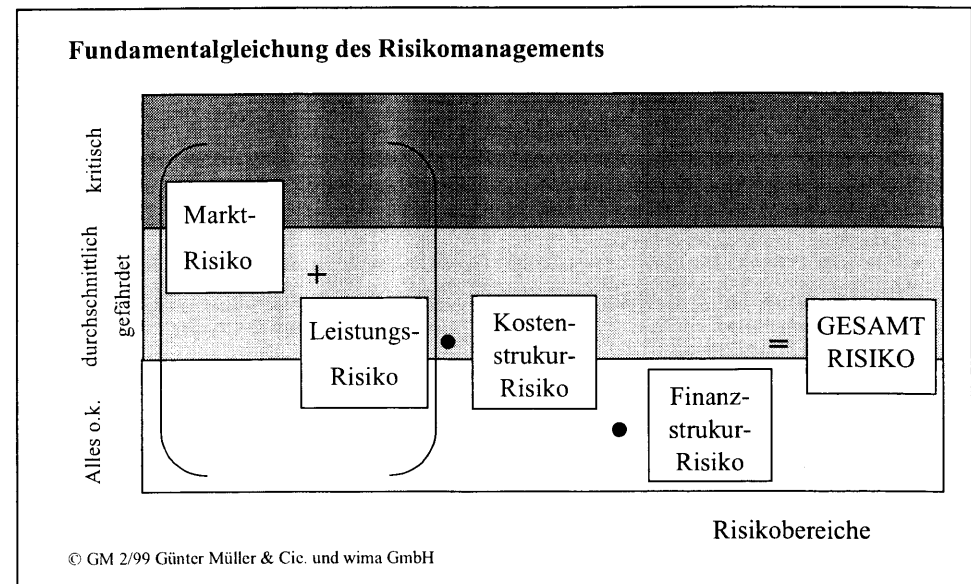 Fundamentalgleichung des Risikomanagements
kritisch
durchschnittlich
gefährdet
Alles o.k.
Markt-
Risiko
+
Leistungs-
Risiko
●
Kosten-
strukur-
Risiko
●
Finanz-
strukur-
Risiko
=
GESAMT
RISIKO
Risikobereiche
© GM 2/99 Günter Müller & Cic. und wima GmbH